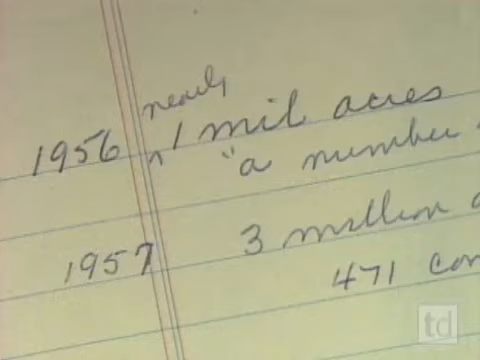 nearly
1956 ^ 1 mil acres
"a number
1957 3 million
471
td